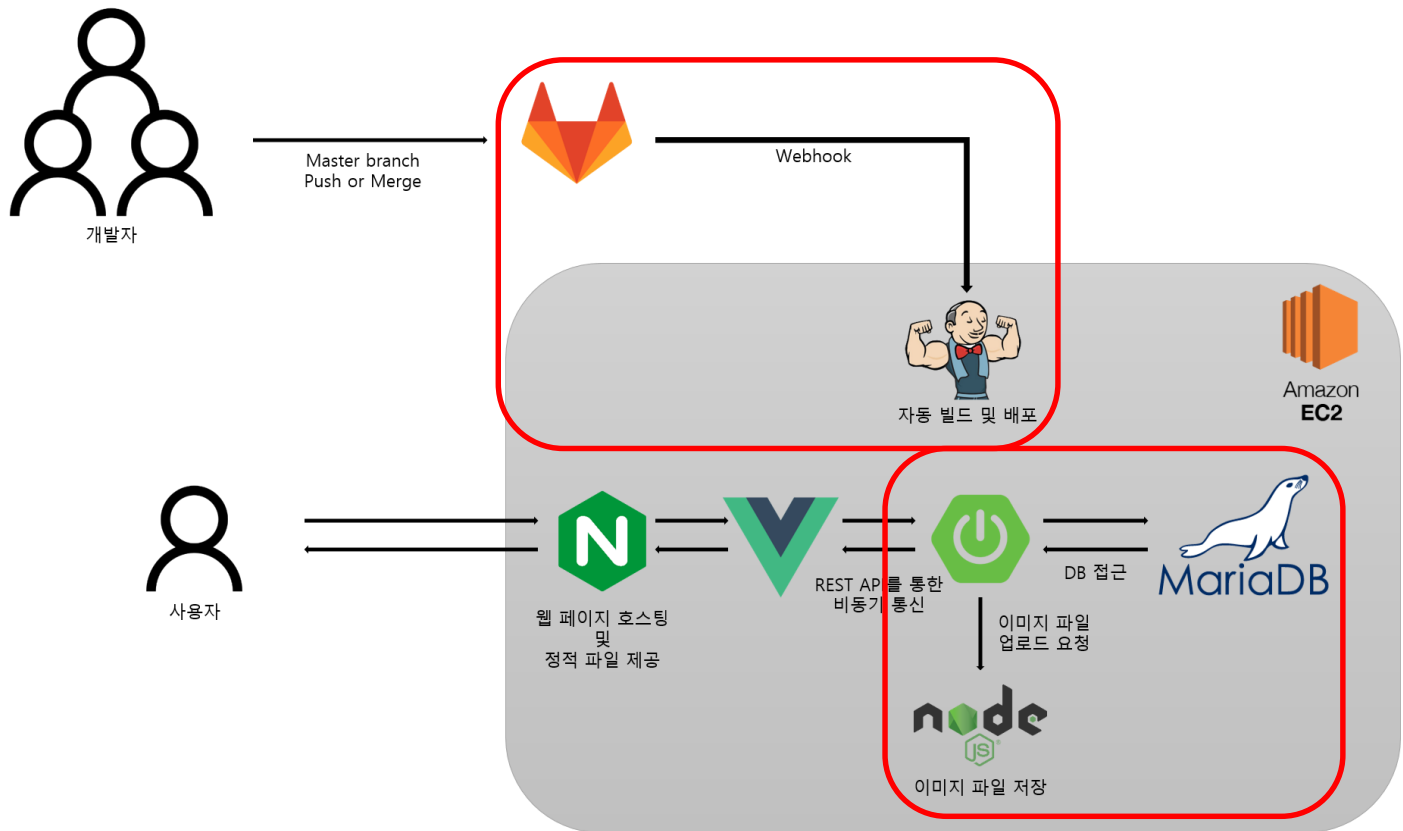 Master branch
Push or Merge
개발자
Webhook
자동 빌드 및 배포
Amazon
EC2
사용자
N
웹 페이지 호스팅
및
정적 파일 제공
REST API를 통한
비동기 통신
DB 접근
MariaDB
이미지 파일
업로드 요청
node
JS
®
이미지 파일 저장